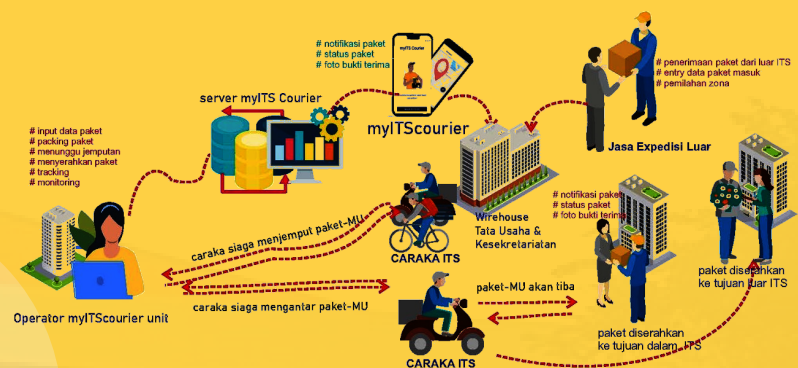 # notifikasi paket
# status paket
# foto bukti terima
myITS Courier
server myITS Courier
myITScourier
# penerimaan paket dari luar ITS
# entry data paket masuk
# pemilahan zona
Jasa Expedisi Luar
# input data paket
# packing paket
# menunggu jemputan
# menyerahkan paket
# tracking
# monitoring
Wirehouse
Tata Usaha &
Kesekretariatan
# notifikasi paket
# status paket
# foto bukti terima
caraka siaga menjemput paket-MU
CARAKA ITS
paket diserahkan
ke tujuan luar ITS
caraka siaga mengantar paket-MU
paket-MU akan tiba
Operator myITScourier unit
paket diserahkan
ke tujuan dalam ITS
CARAKA ITS